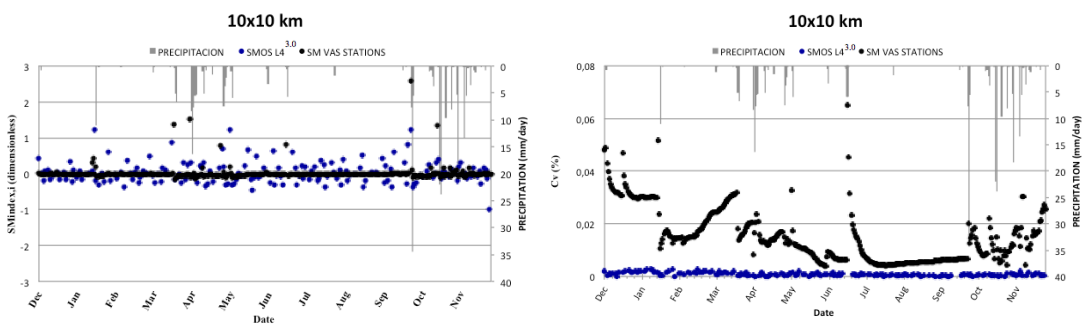 10x10 km
PRECIPITACION SMOS L4 3.0 SM VAS STATIONS
3
2
1
0
-1
-2
-3
SMindex,i (dimensionless)
0
5
10
15
20
25
30
35
40
PRECIPITATION (mm/day)
Dec Jan Feb Mar Apr May Jun Jul Aug Sep Oct Nov
Date
10x10 km
PRECIPITACION SMOS L4 3.0 SM VAS STATIONS
0,08
0,06
0,04
0,02
0
Cv (%)
0
5
10
15
20
25
30
35
40
PRECIPITATION (mm/day)
Dec Jan Feb Mar Apr May Jun Jul Aug Sep Oct Nov
Date